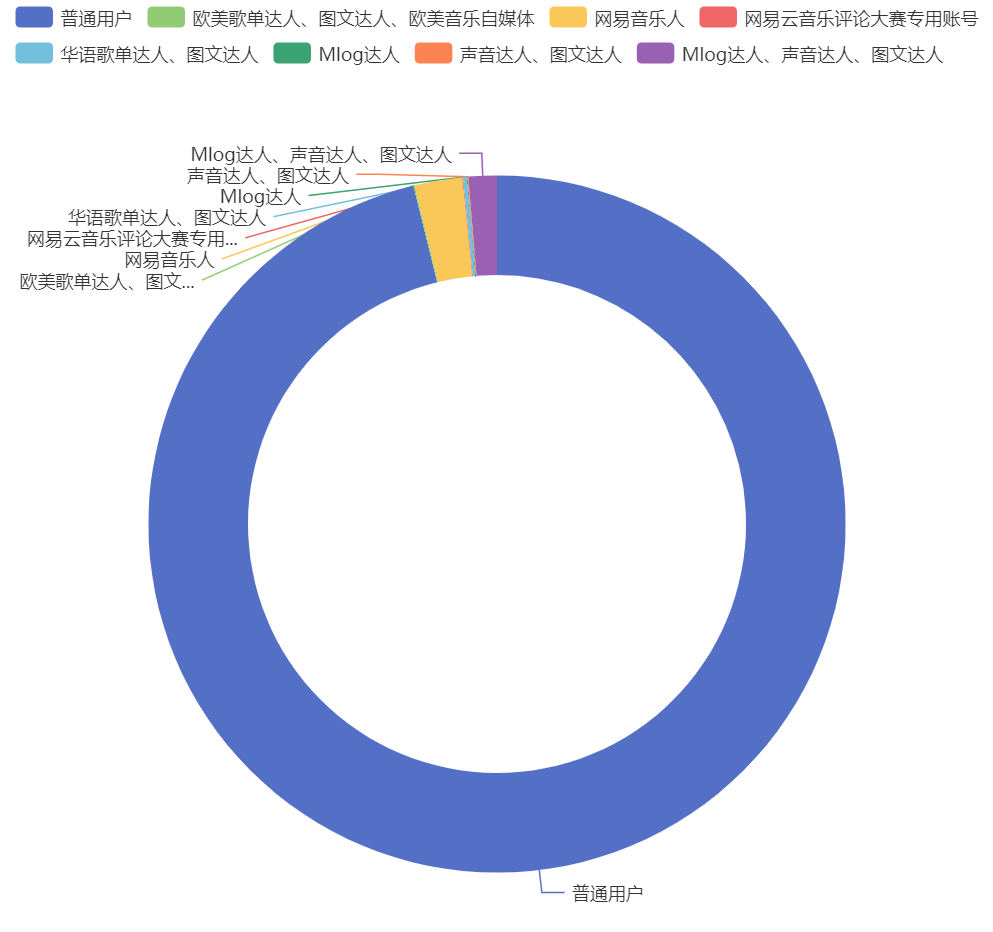 普通用户 欧美歌单达人、图文达人、欧美音乐自媒体 网易音乐人 网易云音乐评论大赛专用账号
华语歌单达人、图文达人 Mlog达人 声音达人、图文达人 Mlog达人、声音达人、图文达人
Mlog达人、声音达人、图文达人
声音达人、图文达人
Mlog达人
华语歌单达人、图文达人
网易云音乐评论大赛专用...
网易音乐人
欧美歌单达人、图文...
普通用户